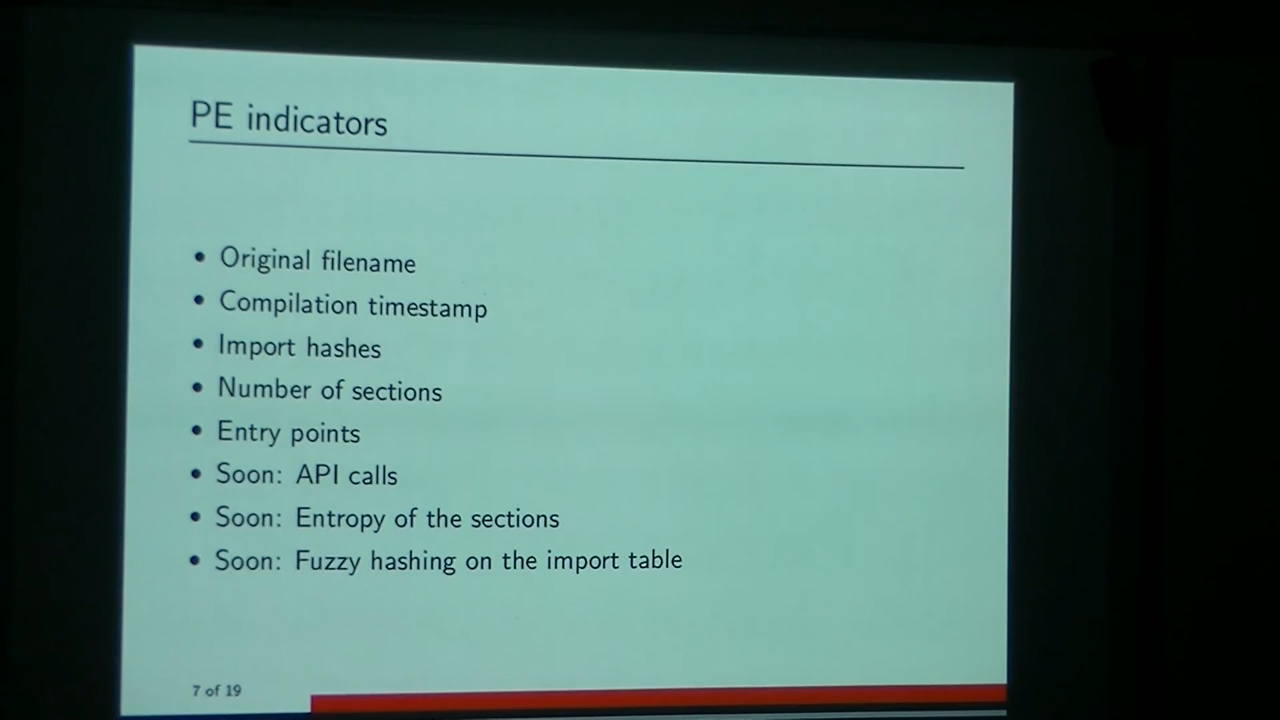 PE indicators
• Original filename
• Compilation timestamp
• Import hashes
• Number of sections
• Entry points
• Soon: API calls
• Soon: Entropy of the sections
• Soon: Fuzzy hashing on the import table
7 of 19